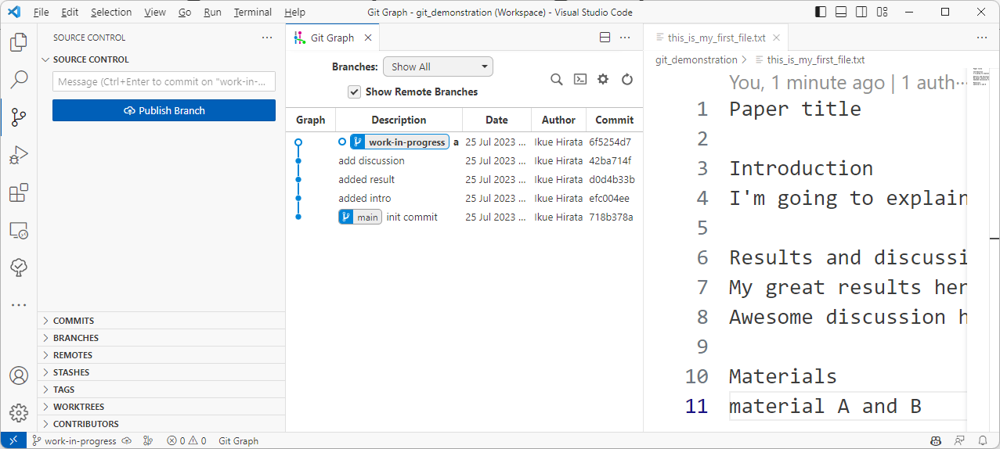 File Edit Selection View Go Run Terminal Help
Git Graph - git_demonstration (Workspace) - Visual Studio Code
SOURCE CONTROL
SOURCE CONTROL
Message (Ctrl+Enter to commit on "work-in-...
Publish Branch
COMMITS
BRANCHES
REMOTES
STASHES
TAGS
WORKTREES
CONTRIBUTORS
Git Graph
Branches: Show All
Show Remote Branches
Graph Description Date Author Commit
work-in-progress a 25 Jul 2023 ... Ikue Hirata 6f5254d7
add discussion 25 Jul 2023 ... Ikue Hirata 42ba714f
added result 25 Jul 2023 ... Ikue Hirata d0d4b33b
added intro 25 Jul 2023 ... Ikue Hirata efc004ee
main init commit 25 Jul 2023 ... Ikue Hirata 718b378a
this_is_my_first_file.txt
git_demonstration > this_is_my_first_file.txt
You, 1 minute ago | 1 auth...
1 Paper title
2
3 Introduction
4 I'm going to explain
5
6 Results and discussi
7 My great results her
8 Awesome discussion h
9
10 Materials
11 material A and B
work-in-progress 0 0 Git Graph